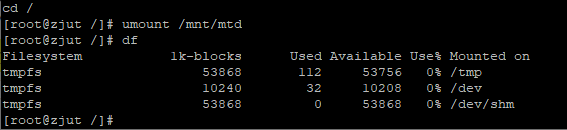 cd /
[root@zjut /]# umount /mnt/mtd
[root@zjut /]# df
Filesystem           1k-blocks      Used Available Use% Mounted on
tmpfs                    53868       112     53756   0% /tmp
tmpfs                    10240        32     10208   0% /dev
tmpfs                    53868         0     53868   0% /dev/shm
[root@zjut /]#